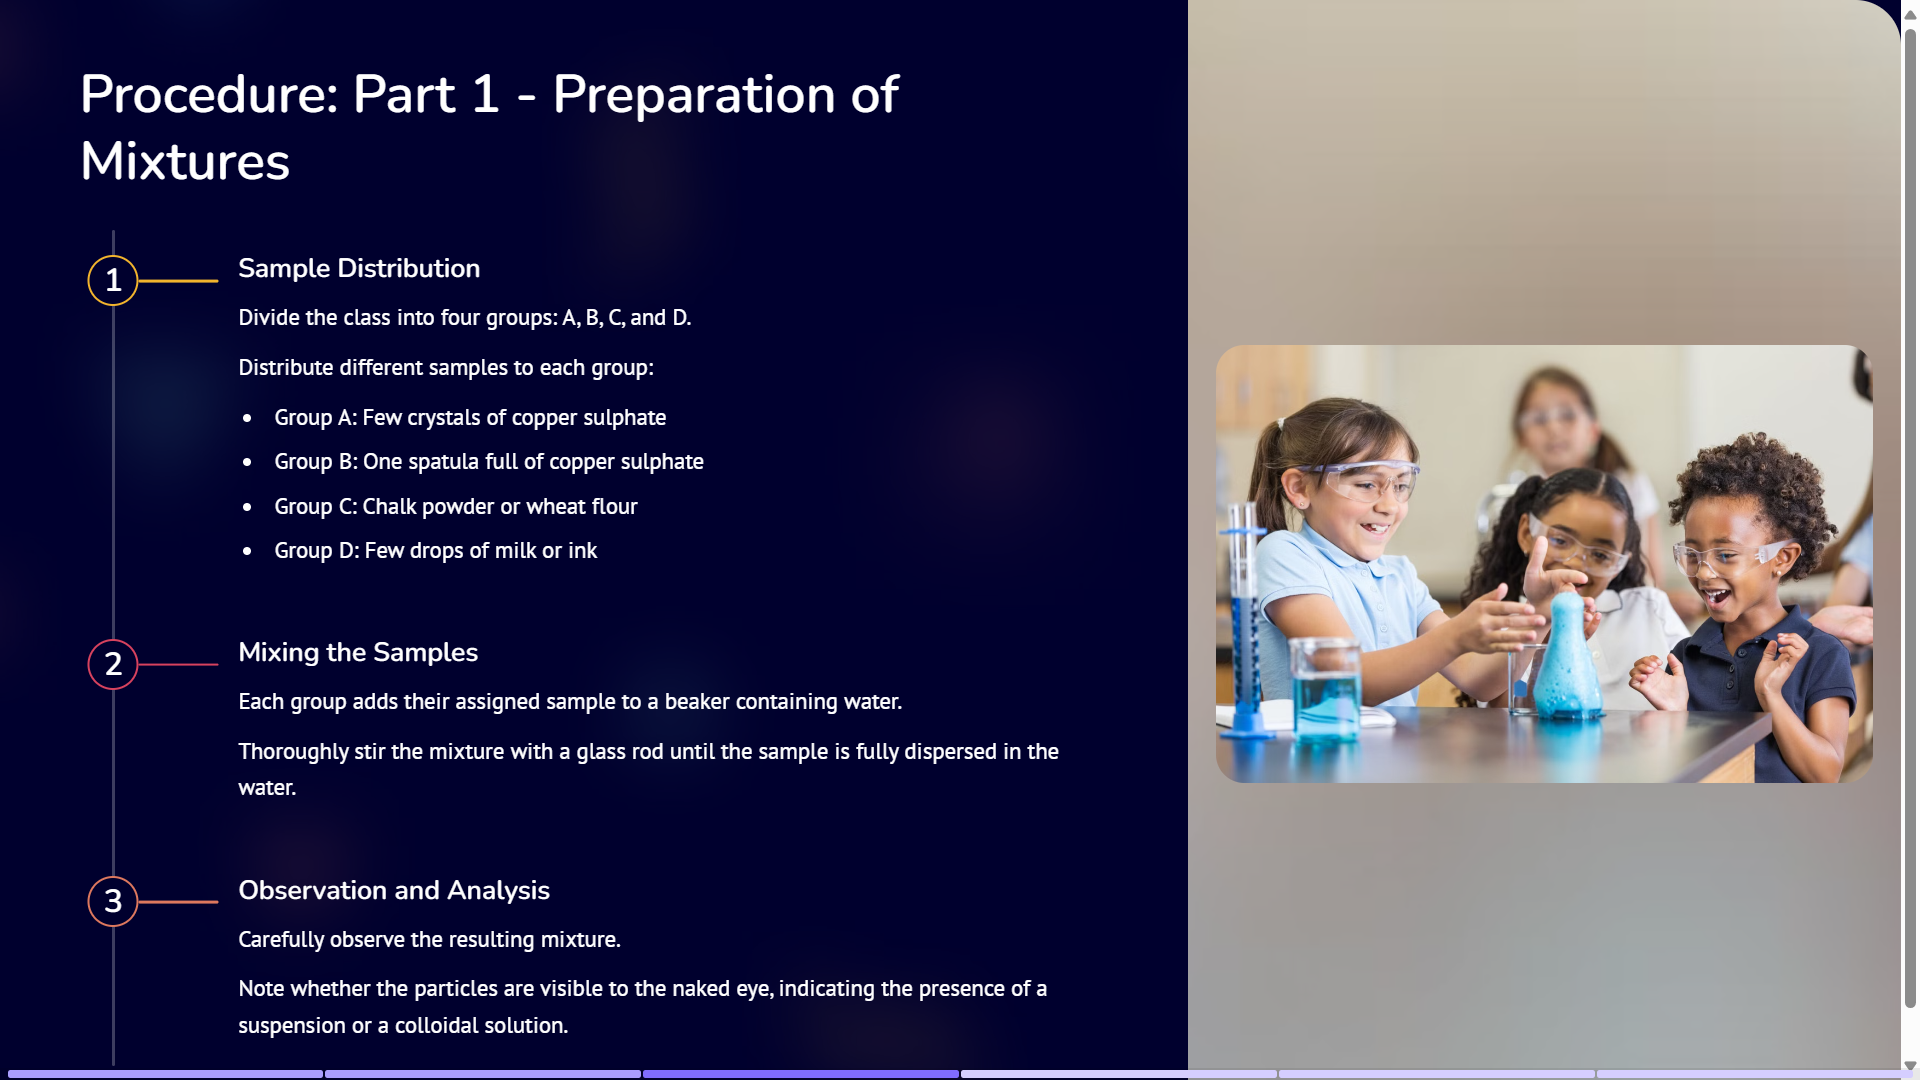 Procedure: Part 1 - Preparation of
Mixtures
1
Sample Distribution
Divide the class into four groups: A, B, C, and D.
Distribute different samples to each group:
• Group A: Few crystals of copper sulphate
• Group B: One spatula full of copper sulphate
• Group C: Chalk powder or wheat flour
• Group D: Few drops of milk or ink
2
Mixing the Samples
Each group adds their assigned sample to a beaker containing water.
Thoroughly stir the mixture with a glass rod until the sample is fully dispersed in the
water.
3
Observation and Analysis
Carefully observe the resulting mixture.
Note whether the particles are visible to the naked eye, indicating the presence of a
suspension or a colloidal solution.